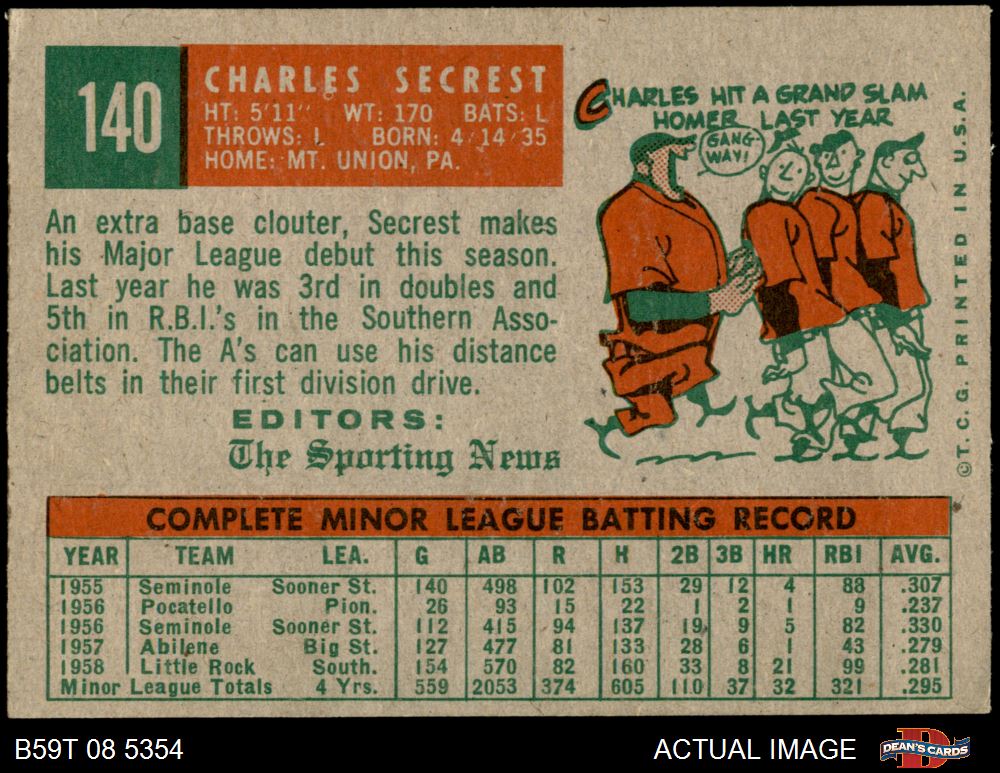 140
CHARLES SECREST
HT: 5'11" WT: 170 BATS: L
THROWS: L BORN: 4/14/35
HOME: MT. UNION, PA.
An extra base clouter, Secrest makes
his Major League debut this season.
Last year he was 3rd in doubles and
5th in R.B.I.'s in the Southern Asso-
ciation. The A's can use his distance
belts in their first division drive.
EDITORS:
The Sporting News
CHARLES HIT A GRAND SLAM
HOMER LAST YEAR
GANG-
WAY!
©T. C. G. PRINTED IN U.S.A.
COMPLETE MINOR LEAGUE BATTING RECORD
YEAR TEAM LEA. G AB R H 2B 3B HR RBI AVG.
1955 Seminole Sooner St. 140 498 102 153 29 12 4 88 .307
1956 Pocatello Pion. 26 93 15 22 1 2 1 9 .237
1956 Seminole Sooner St. 112 415 94 137 19 9 5 82 .330
1957 Abilene Big St. 127 477 81 133 28 6 1 43 .279
1958 Little Rock South. 154 570 82 160 33 8 21 99 .281
Minor League Totals 4 Yrs. 559 2053 374 605 110 37 32 321 .295
B59T 08 5354
ACTUAL IMAGE
DEAN'S CARDS